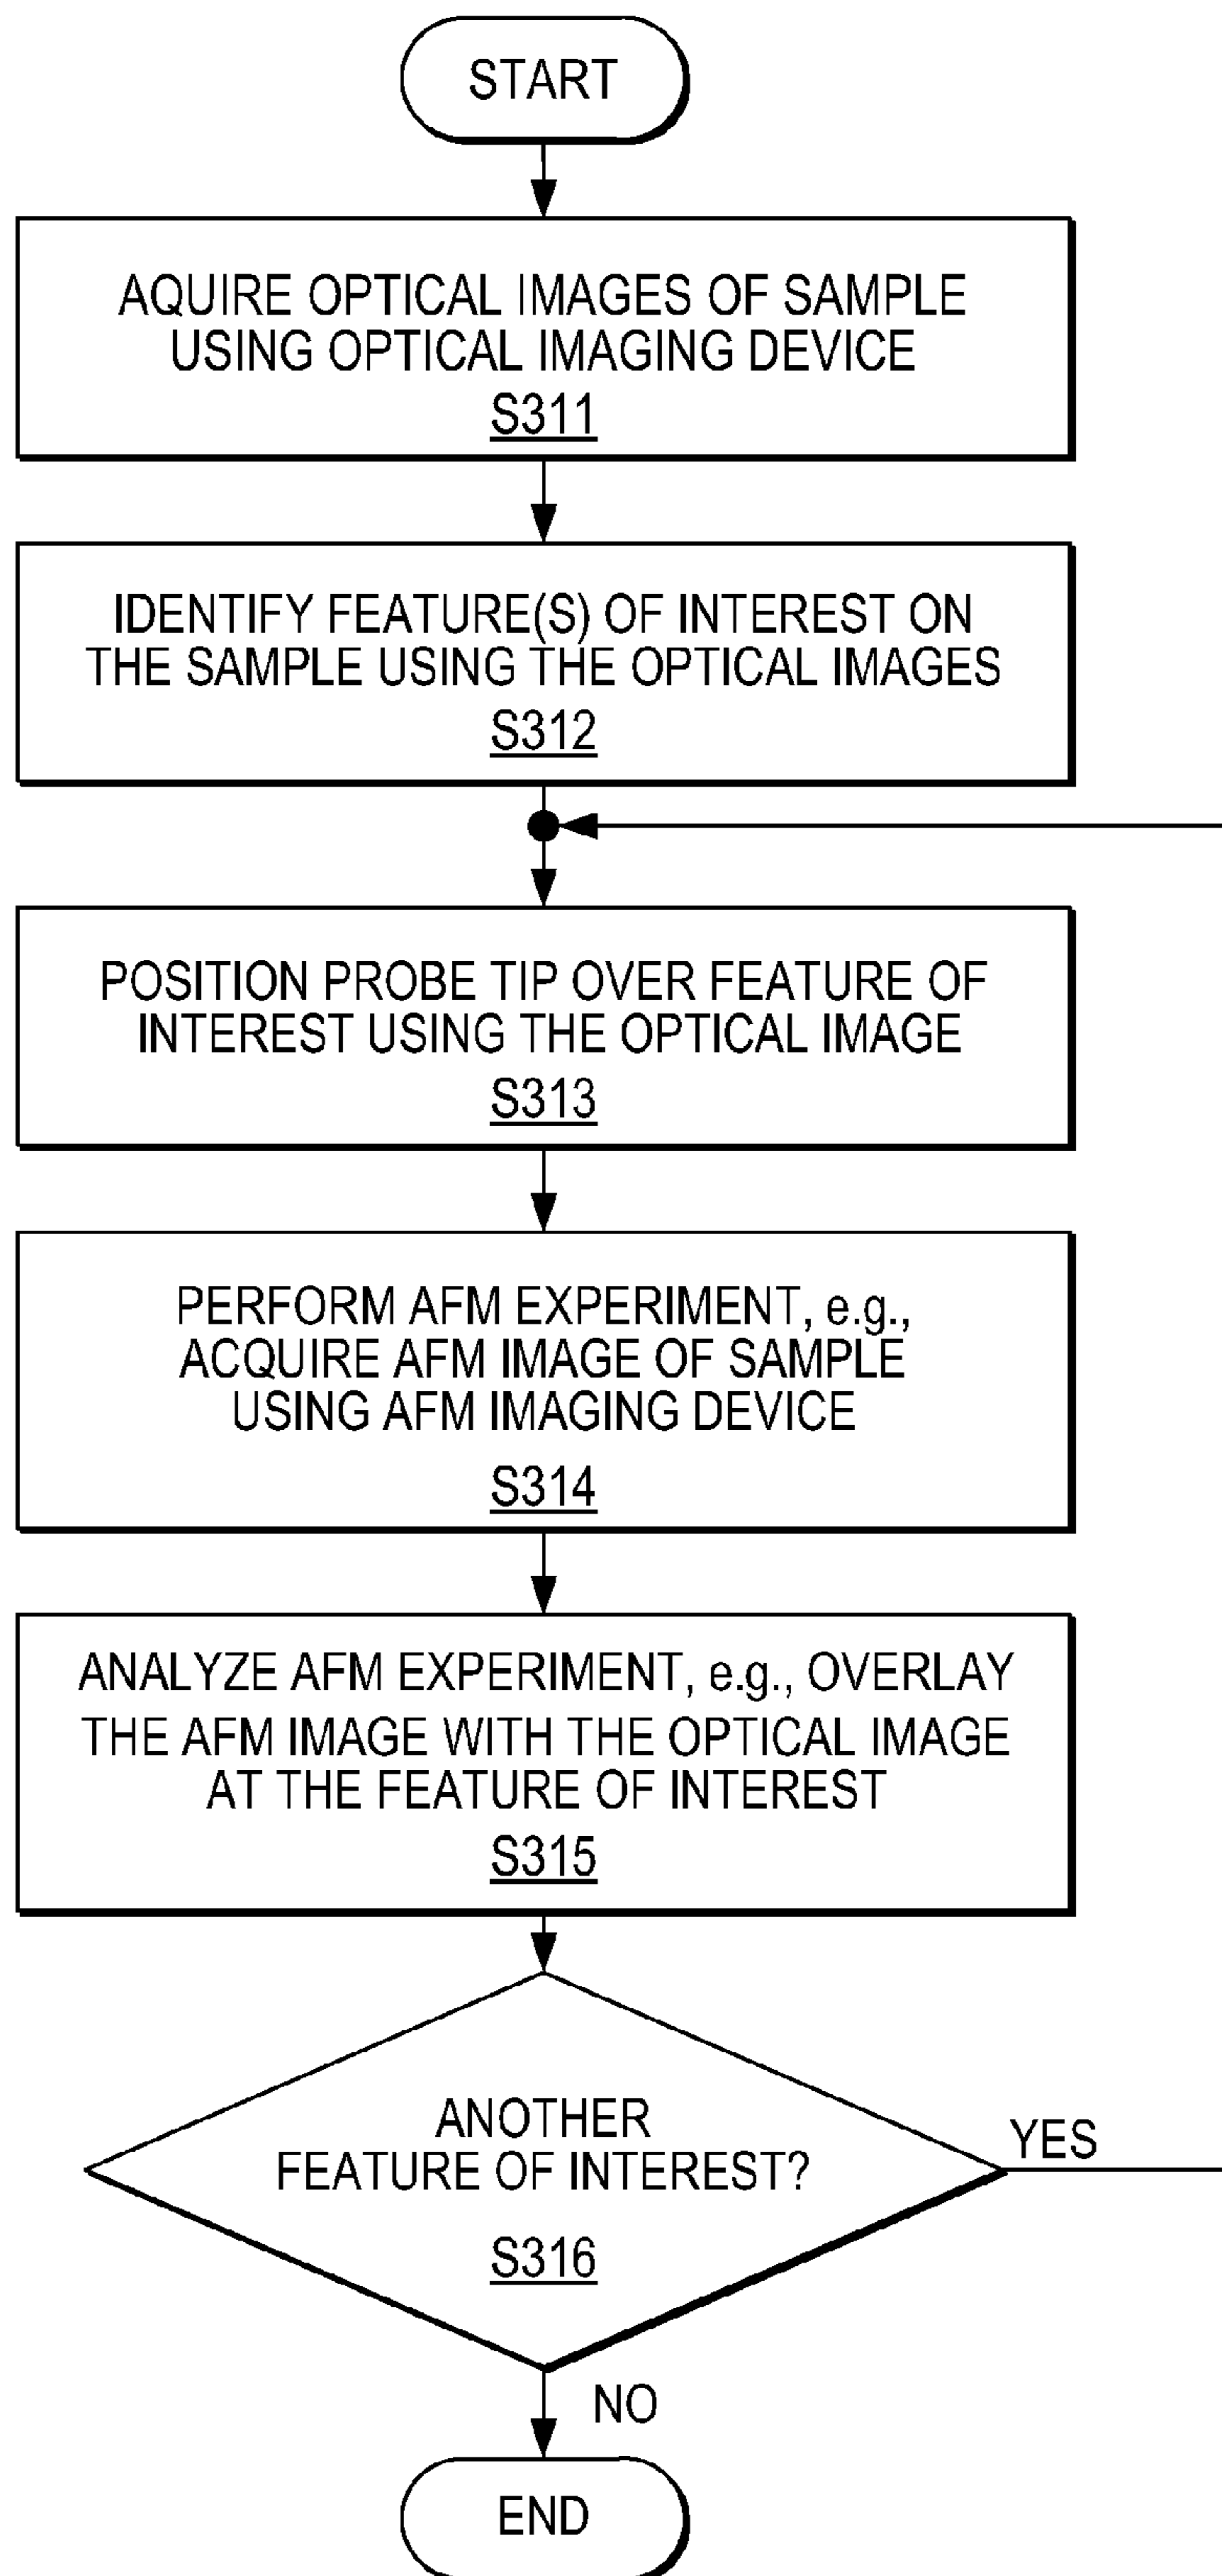 START
AQUIRE OPTICAL IMAGES OF SAMPLE
USING OPTICAL IMAGING DEVICE
S311
IDENTIFY FEATURE(S) OF INTEREST ON
THE SAMPLE USING THE OPTICAL IMAGES
S312
POSITION PROBE TIP OVER FEATURE OF
INTEREST USING THE OPTICAL IMAGE
S313
PERFORM AFM EXPERIMENT, e.g.,
ACQUIRE AFM IMAGE OF SAMPLE
USING AFM IMAGING DEVICE
S314
ANALYZE AFM EXPERIMENT, e.g., OVERLAY
THE AFM IMAGE WITH THE OPTICAL IMAGE
AT THE FEATURE OF INTEREST
S315
ANOTHER
FEATURE OF INTEREST?
S316
YES
NO
END